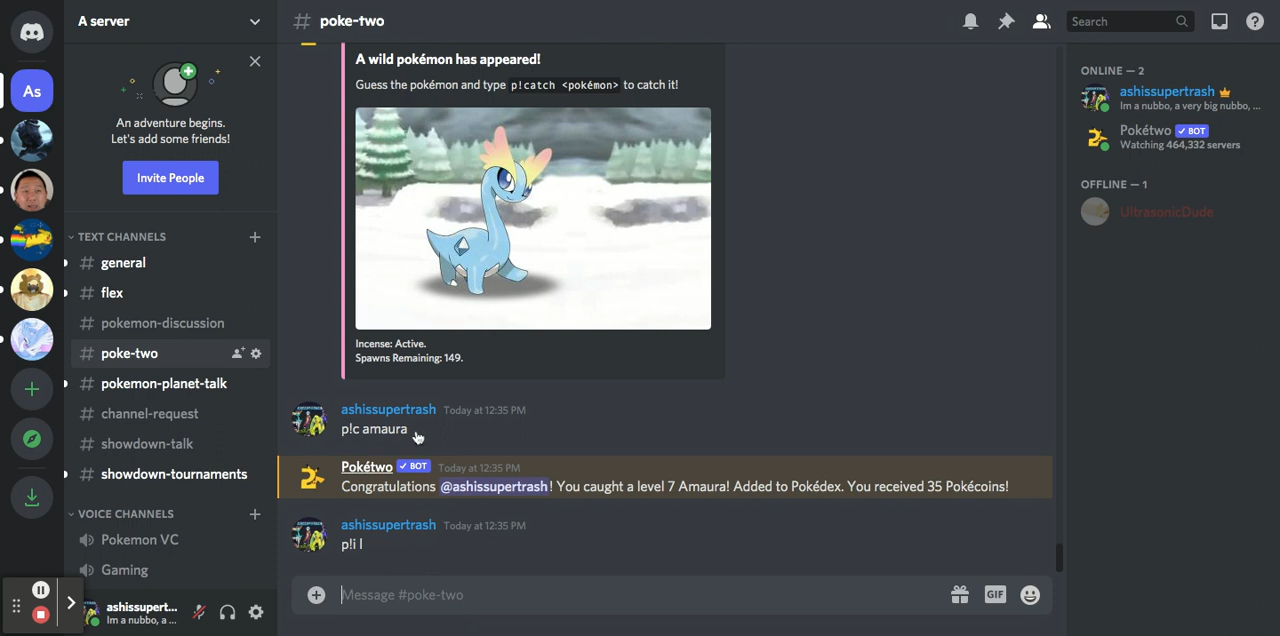 A server
poke-two
Search
As
An adventure begins.
Let's add some friends!
Invite People
TEXT CHANNELS
general
flex
pokemon-discussion
poke-two
pokemon-planet-talk
channel-request
showdown-talk
showdown-tournaments
VOICE CHANNELS
Pokemon VC
Gaming
ashissupert...
Im a nubbo, a ...
A wild pokémon has appeared!
Guess the pokémon and type p!catch <pokémon> to catch it!
Incense: Active.
Spawns Remaining: 149.
ashissupertrash Today at 12:35 PM
p!c amaura
Pokétwo ✓ BOT Today at 12:35 PM
Congratulations @ashissupertrash! You caught a level 7 Amaura! Added to Pokédex. You received 35 Pokécoins!
ashissupertrash Today at 12:35 PM
p!i l
Message #poke-two
GIF
ONLINE — 2
ashissupertrash
Im a nubbo, a very big nubbo, ...
Pokétwo ✓ BOT
Watching 464,332 servers
OFFLINE — 1
UltrasonicDude